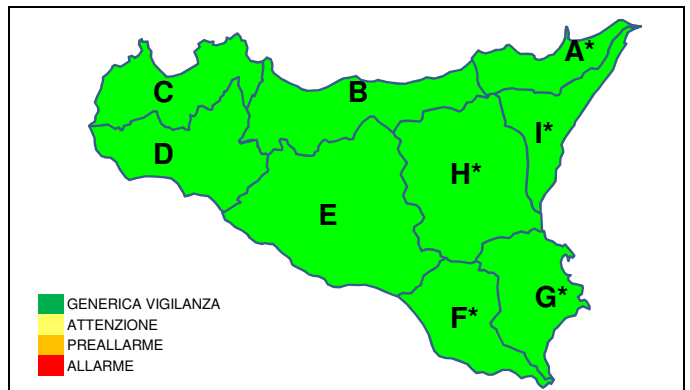 A*
C
B
I*
D
H*
E
G*
F*
GENERICA VIGILANZA
ATTENZIONE
PREALLARME
ALLARME